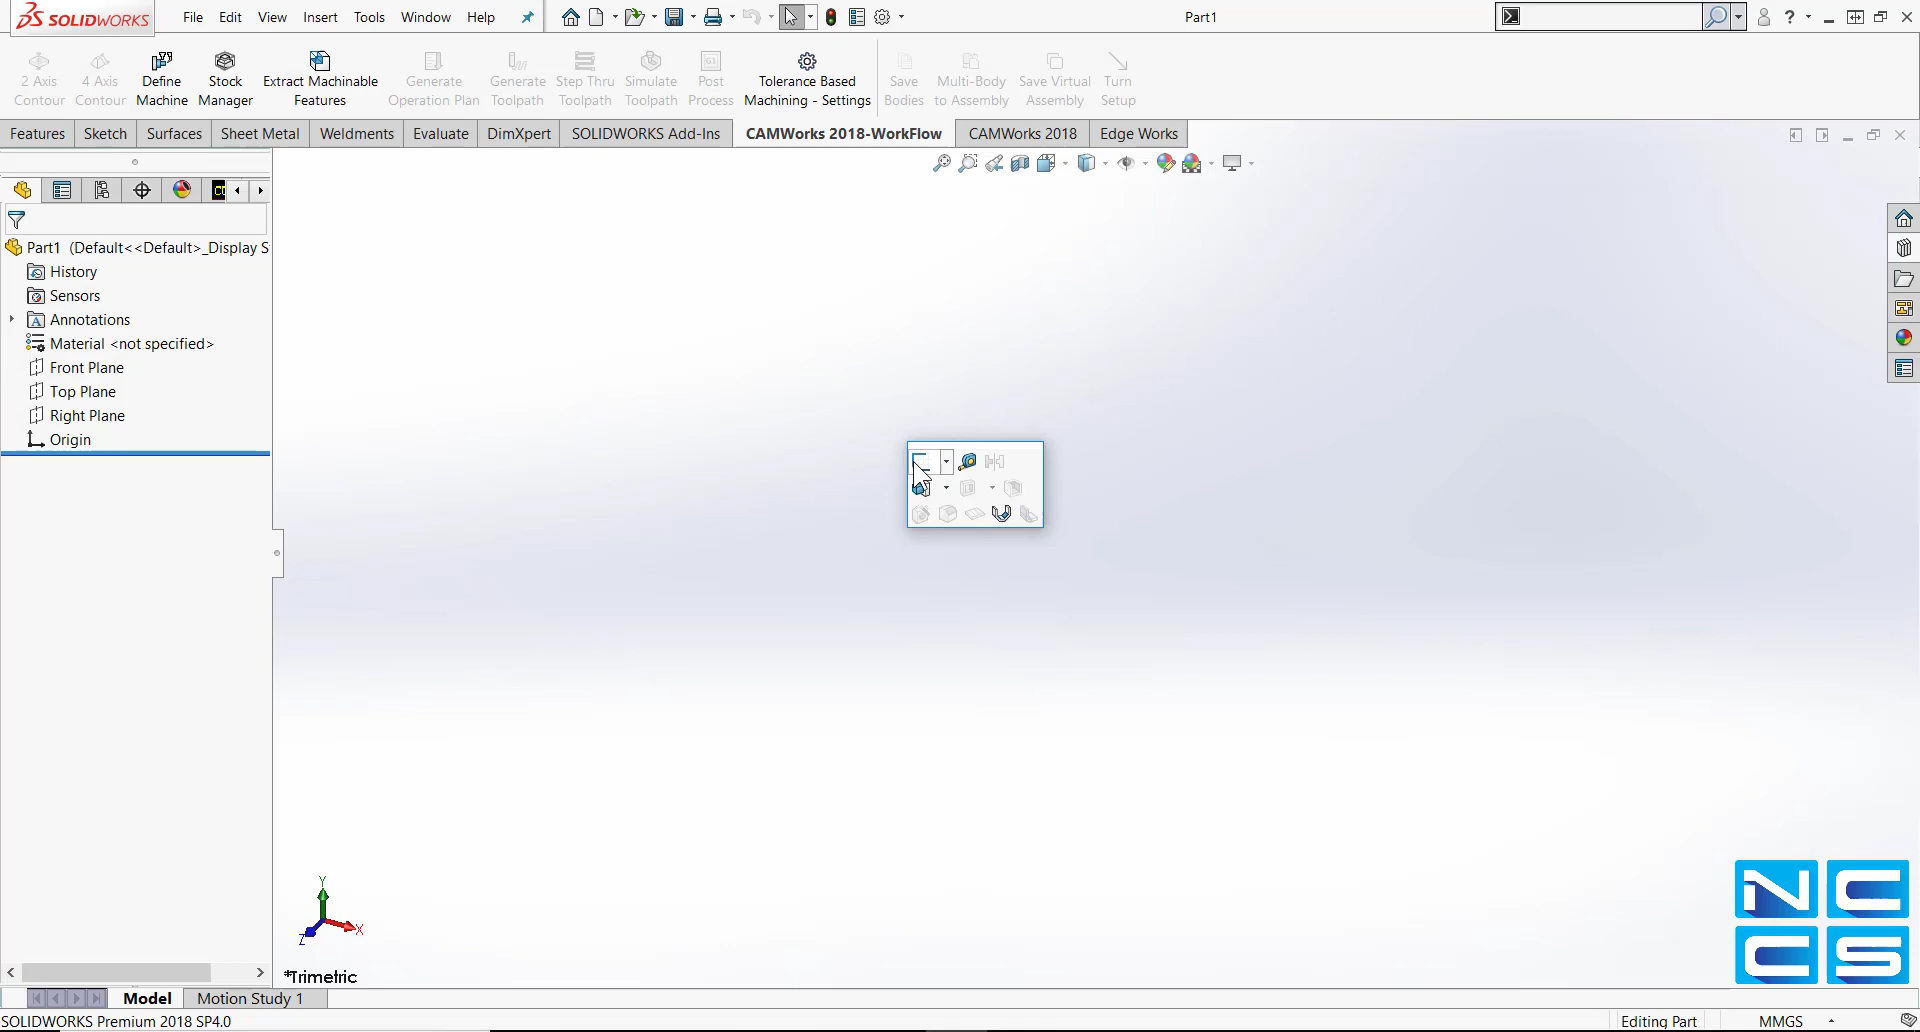 SOLIDWORKS File Edit View Insert Tools Window Help Part1 ?
2 Axis Contour
4 Axis Contour
Define Machine
Stock Manager
Extract Machinable Features
Generate Operation Plan
Generate Toolpath
Step Thru Toolpath
Simulate Toolpath
G1
Post Process
Tolerance Based Machining - Settings
Save Bodies
Multi-Body to Assembly
Save Virtual Assembly
Turn Setup
Features Sketch Surfaces Sheet Metal Weldments Evaluate DimXpert SOLIDWORKS Add-Ins CAMWorks 2018-WorkFlow CAMWorks 2018 Edge Works
Part1 (Default<<Default>_Display S
History
Sensors
A Annotations
Material <not specified>
Front Plane
Top Plane
Right Plane
Origin
Y
X
Z
*Trimetric
NCCS
Model Motion Study 1
SOLIDWORKS Premium 2018 SP4.0 Editing Part MMGS